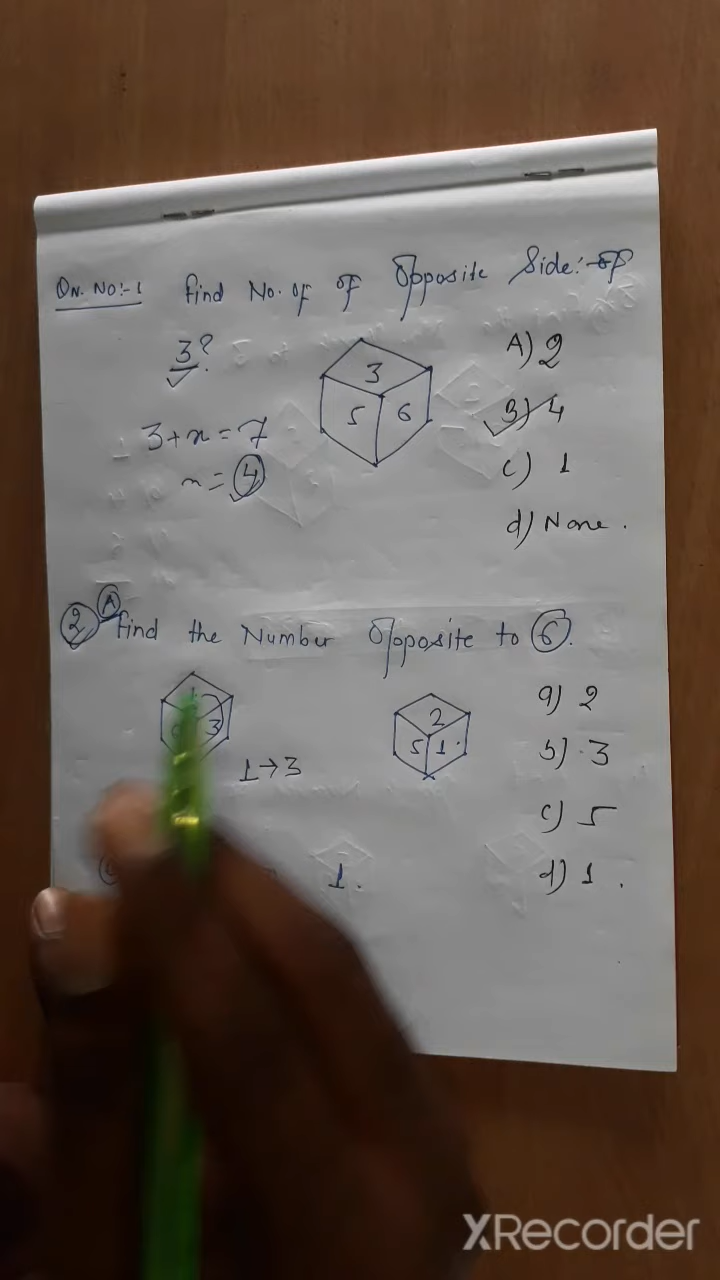 QN. NO:- 1 Find No. of of Opposite Side:- of
3?
3
5 6
3+x=7
x=4
A) 2
B) 4
C) 1
d) None.
2 A Find the Number Opposite to 6.
3
1→3
2
5 1.
a) 2
b) 3
c) 5
d) 1.
1.
XRecorder